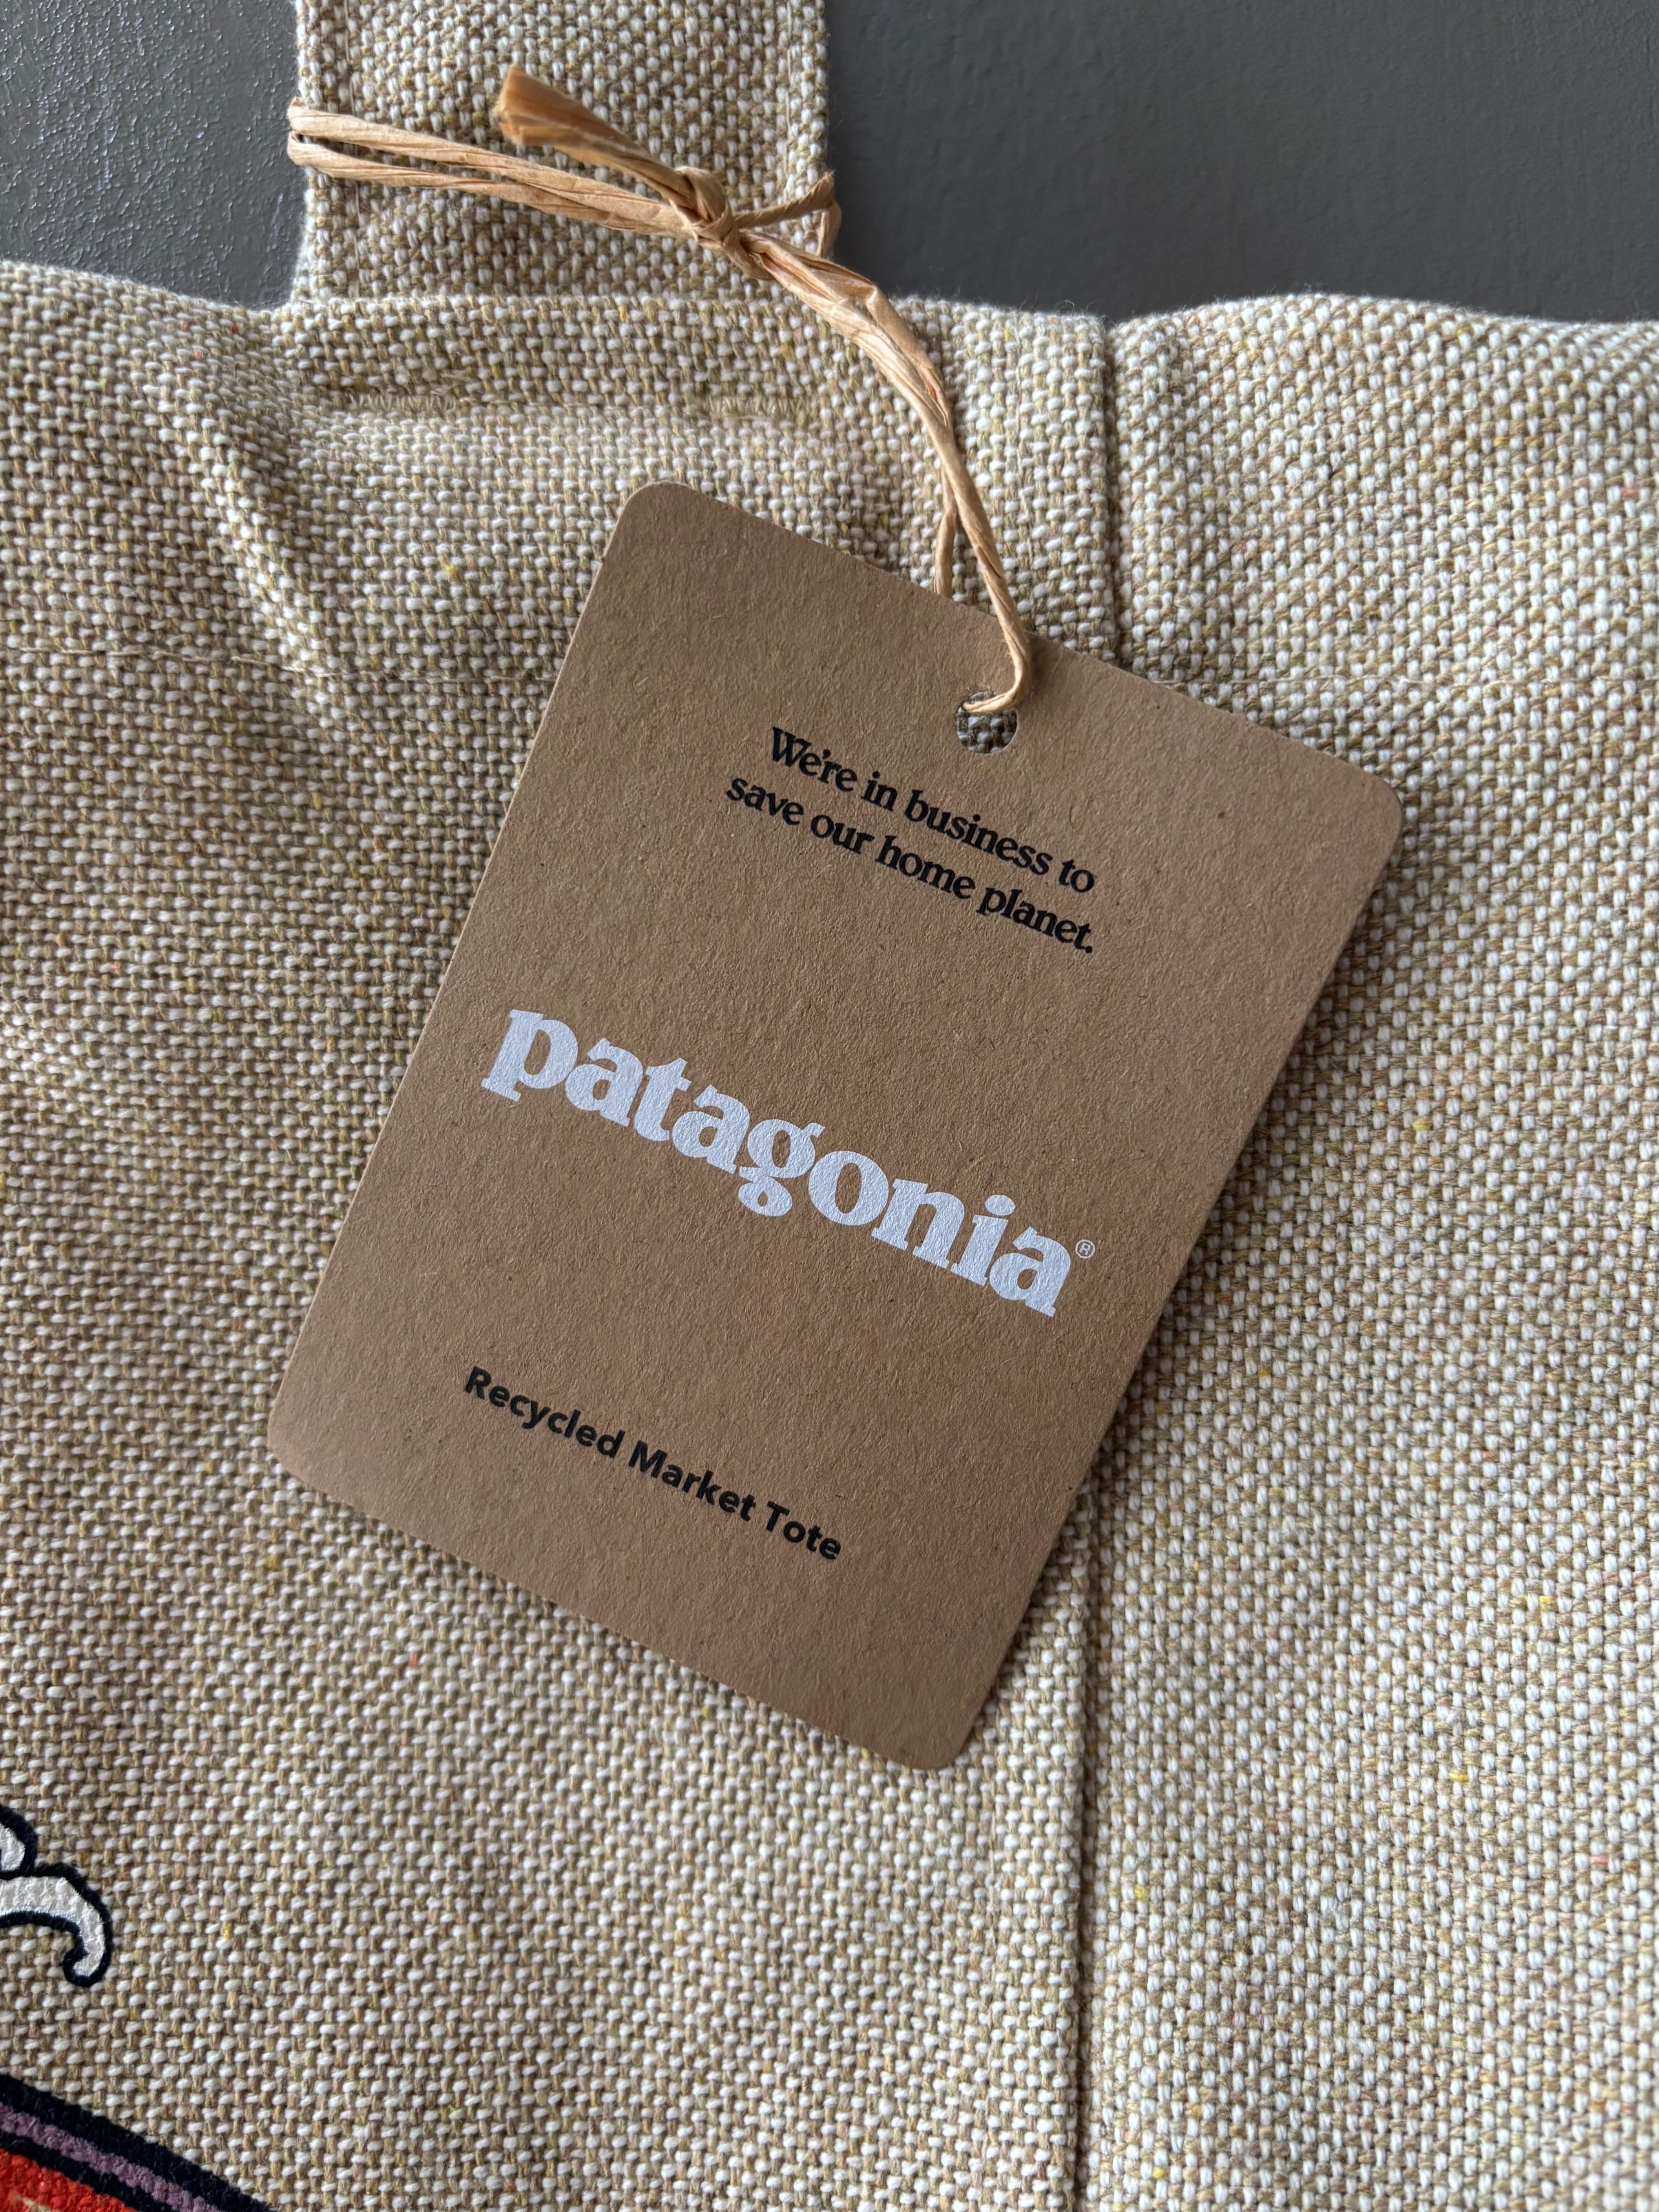 We're in business to
save our home planet.
patagonia®
Recycled Market Tote